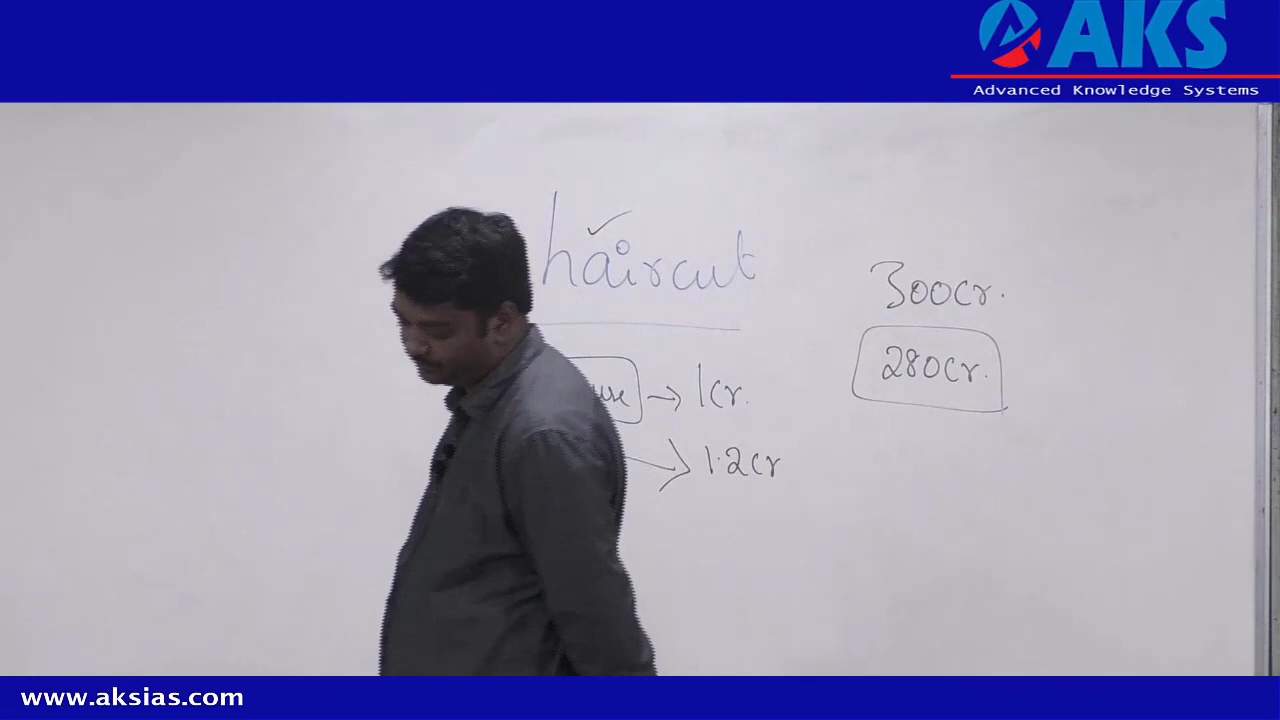 AKS
Advanced Knowledge Systems
haircut
300cr.
280cr.
→ 1cr.
→ 1.2cr
www.aksias.com